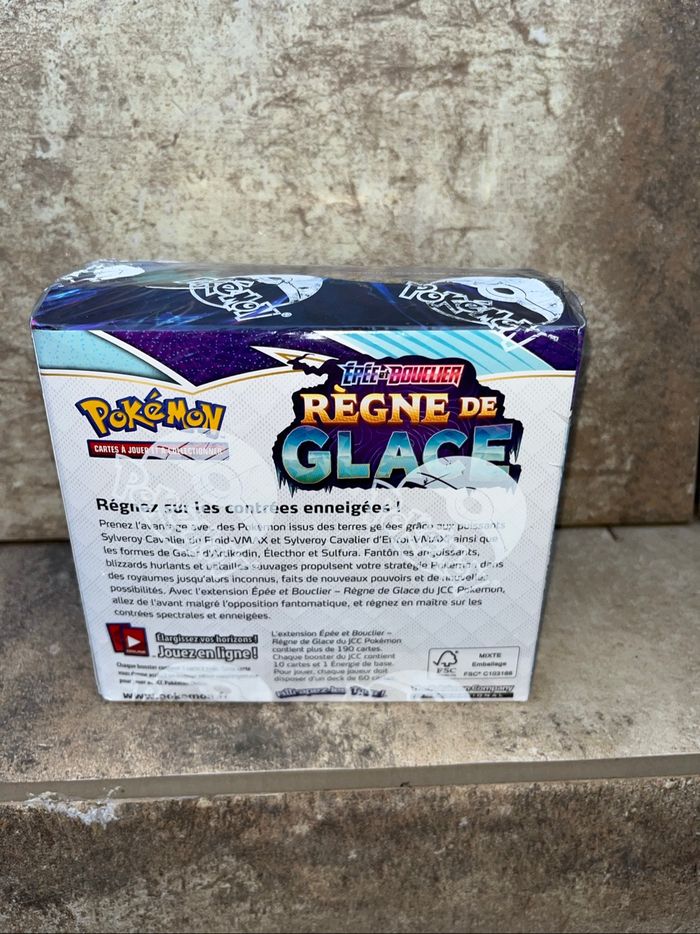 Pokémon
Pokémon
ÉPÉE et BOUCLIER
RÈGNE DE
GLACE
POKÉMON
CARTES À JOUER ET À COLLECTIONNER
Régnez sur les contrées enneigées !
Prenez l'avantage avec des Pokémon issus des terres gelées grâce aux puissants
Sylveroy Cavalier du Froid-VMAX et Sylveroy Cavalier d'Effroi-VMAX, ainsi que
les formes de Galar d'Artikodin, Électhor et Sulfura. Fantômes angoissants,
blizzards hurlants et batailles sauvages propulsent votre stratégie Pokémon dans
des royaumes jusqu'alors inconnus, faits de nouveaux pouvoirs et de nouvelles
possibilités. Avec l'extension Épée et Bouclier – Règne de Glace du JCC Pokémon,
allez de l'avant malgré l'opposition fantomatique, et régnez en maître sur les
contrées spectrales et enneigées.
Élargissez vos horizons !
Jouez en ligne !
Chaque booster
www.pokemon.fr
L'extension Épée et Bouclier –
Règne de Glace du JCC Pokémon
contient plus de 190 cartes.
Chaque booster du JCC contient
10 cartes et 1 Énergie de base.
Pour jouer, chaque joueur doit
disposer d'un deck de 60 cartes.
Attrapez-les
FSC
MIXTE
Emballage
FSC® C103186
Company